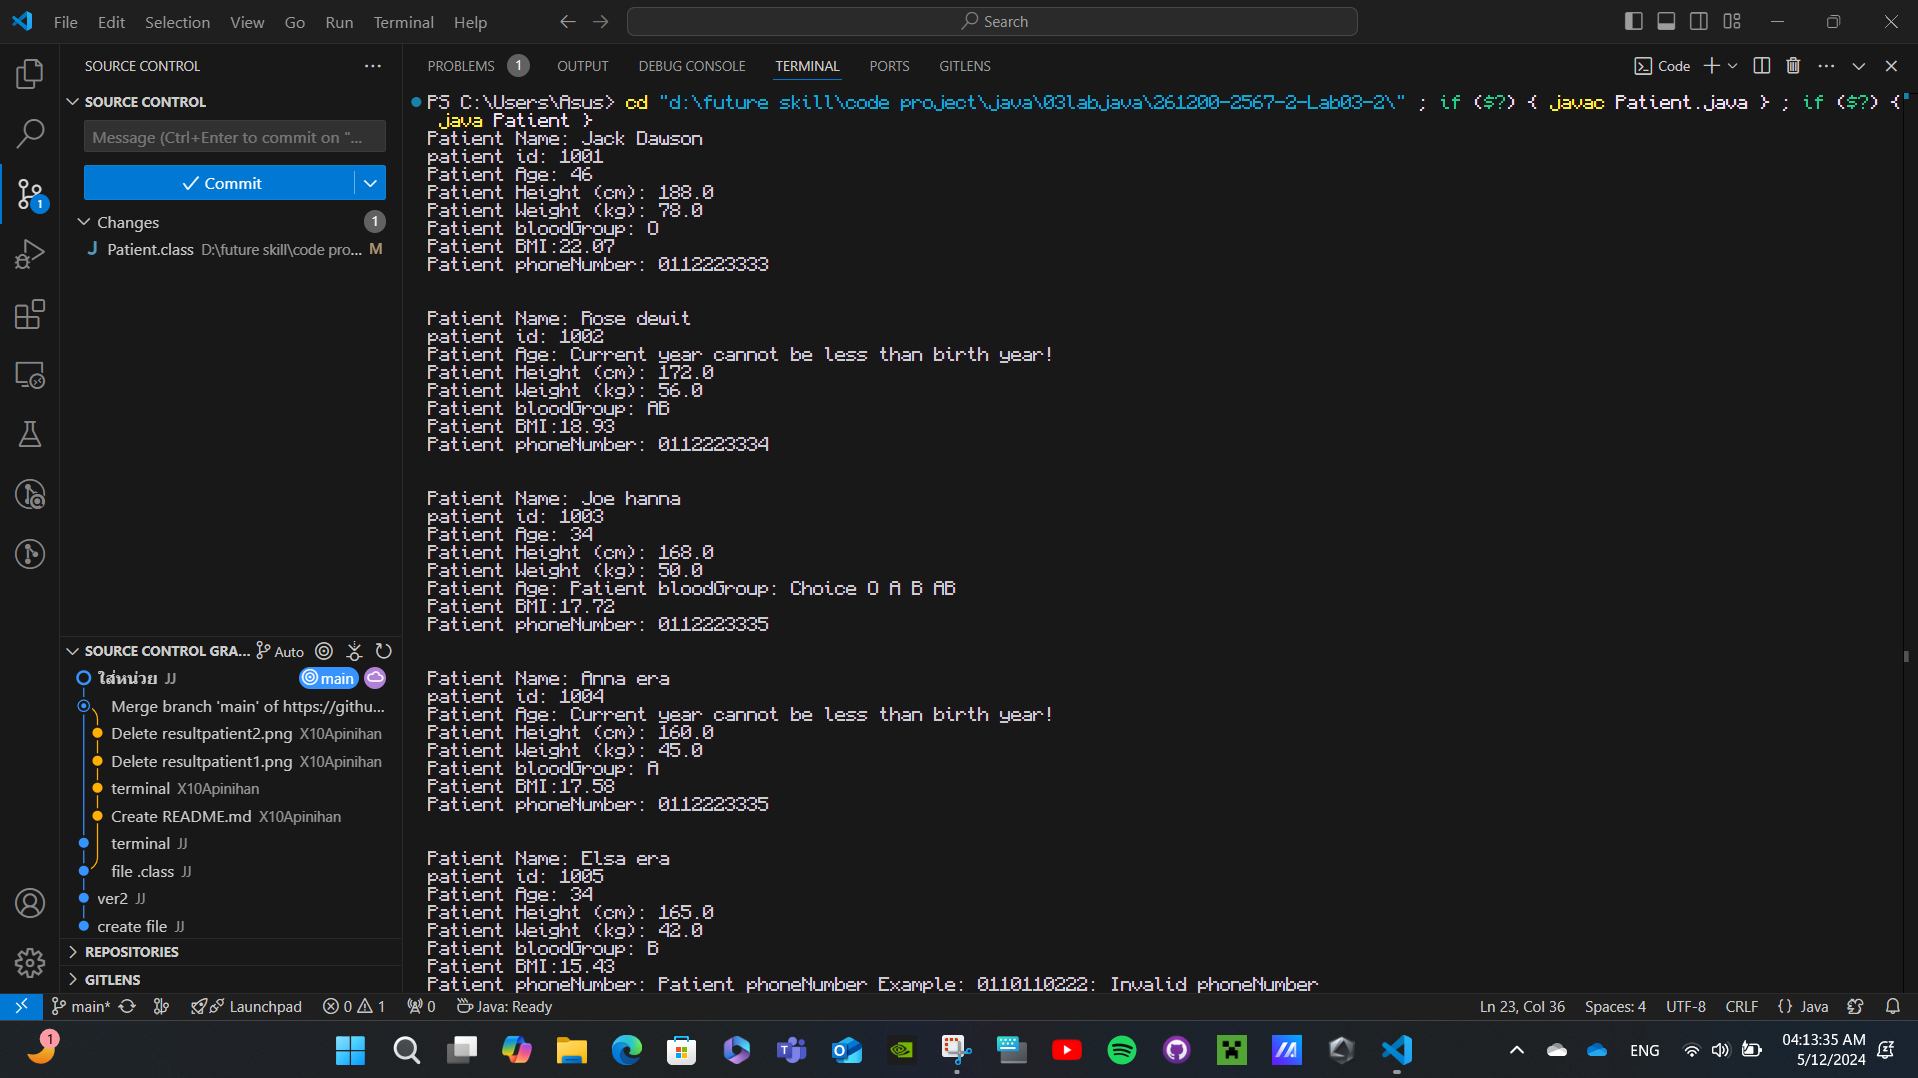 File Edit Selection View Go Run Terminal Help
Search
SOURCE CONTROL
SOURCE CONTROL
Message (Ctrl+Enter to commit on "...
Commit
1
Changes 1
J Patient.class D:\future skill\code pro... M
SOURCE CONTROL GRA... Auto
ใส่หน่วย JJ main
Merge branch 'main' of https://githu...
Delete resultpatient2.png X10Apinihan
Delete resultpatient1.png X10Apinihan
terminal X10Apinihan
Create README.md X10Apinihan
terminal JJ
file .class JJ
ver2 JJ
create file JJ
REPOSITORIES
GITLENS
PROBLEMS 1 OUTPUT DEBUG CONSOLE TERMINAL PORTS GITLENS
Code
PS C:\Users\Asus> cd "d:\future skill\code project\java\03labjava\261200-2567-2-Lab03-2\" ; if ($?) { javac Patient.java } ; if ($?) {
java Patient }
Patient Name: Jack Dawson
patient id: 1001
Patient Age: 46
Patient Height (cm): 188.0
Patient Weight (kg): 78.0
Patient bloodGroup: O
Patient BMI:22.07
Patient phoneNumber: 0112223333
Patient Name: Rose dewit
patient id: 1002
Patient Age: Current year cannot be less than birth year!
Patient Height (cm): 172.0
Patient Weight (kg): 56.0
Patient bloodGroup: AB
Patient BMI:18.93
Patient phoneNumber: 0112223334
Patient Name: Joe hanna
patient id: 1003
Patient Age: 34
Patient Height (cm): 168.0
Patient Weight (kg): 50.0
Patient Age: Patient bloodGroup: Choice O A B AB
Patient BMI:17.72
Patient phoneNumber: 0112223335
Patient Name: Anna era
patient id: 1004
Patient Age: Current year cannot be less than birth year!
Patient Height (cm): 160.0
Patient Weight (kg): 45.0
Patient bloodGroup: A
Patient BMI:17.58
Patient phoneNumber: 0112223335
Patient Name: Elsa era
patient id: 1005
Patient Age: 34
Patient Height (cm): 165.0
Patient Weight (kg): 42.0
Patient bloodGroup: B
Patient BMI:15.43
Patient phoneNumber: Patient phoneNumber Example: 0110110222: Invalid phoneNumber
main* Launchpad 0 1 0 Java: Ready
Ln 23, Col 36 Spaces: 4 UTF-8 CRLF {} Java
1
ENG
04:13:35 AM
5/12/2024